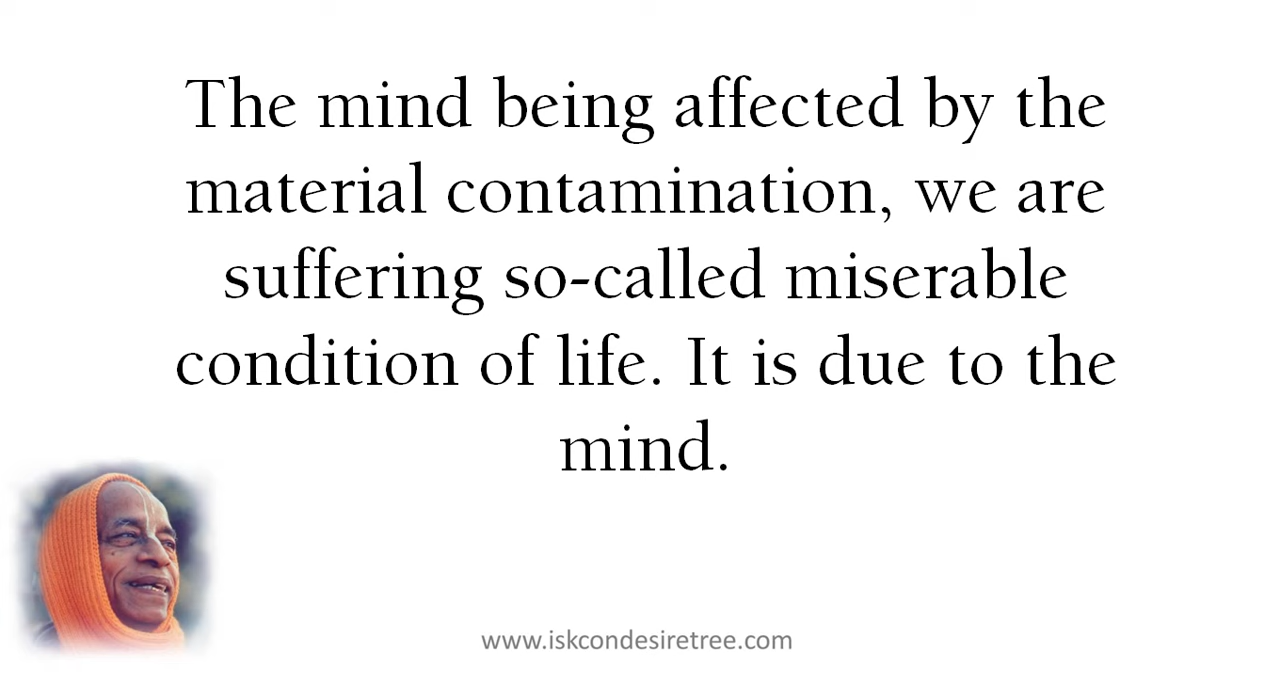 The mind being affected by the
material contamination, we are
suffering so-called miserable
condition of life. It is due to the
mind.
www.iskcondesiretree.com